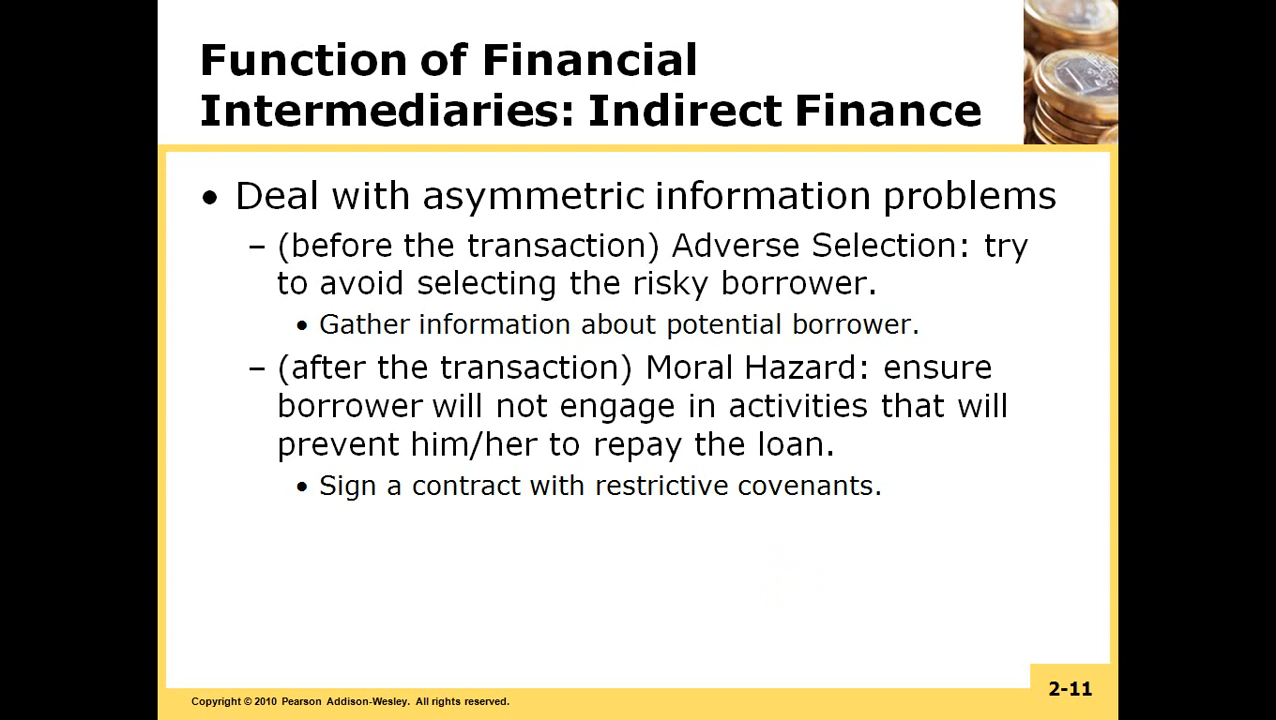 Function of Financial
Intermediaries: Indirect Finance
• Deal with asymmetric information problems
– (before the transaction) Adverse Selection: try
to avoid selecting the risky borrower.
• Gather information about potential borrower.
– (after the transaction) Moral Hazard: ensure
borrower will not engage in activities that will
prevent him/her to repay the loan.
• Sign a contract with restrictive covenants.
Copyright © 2010 Pearson Addison-Wesley. All rights reserved.
2-11